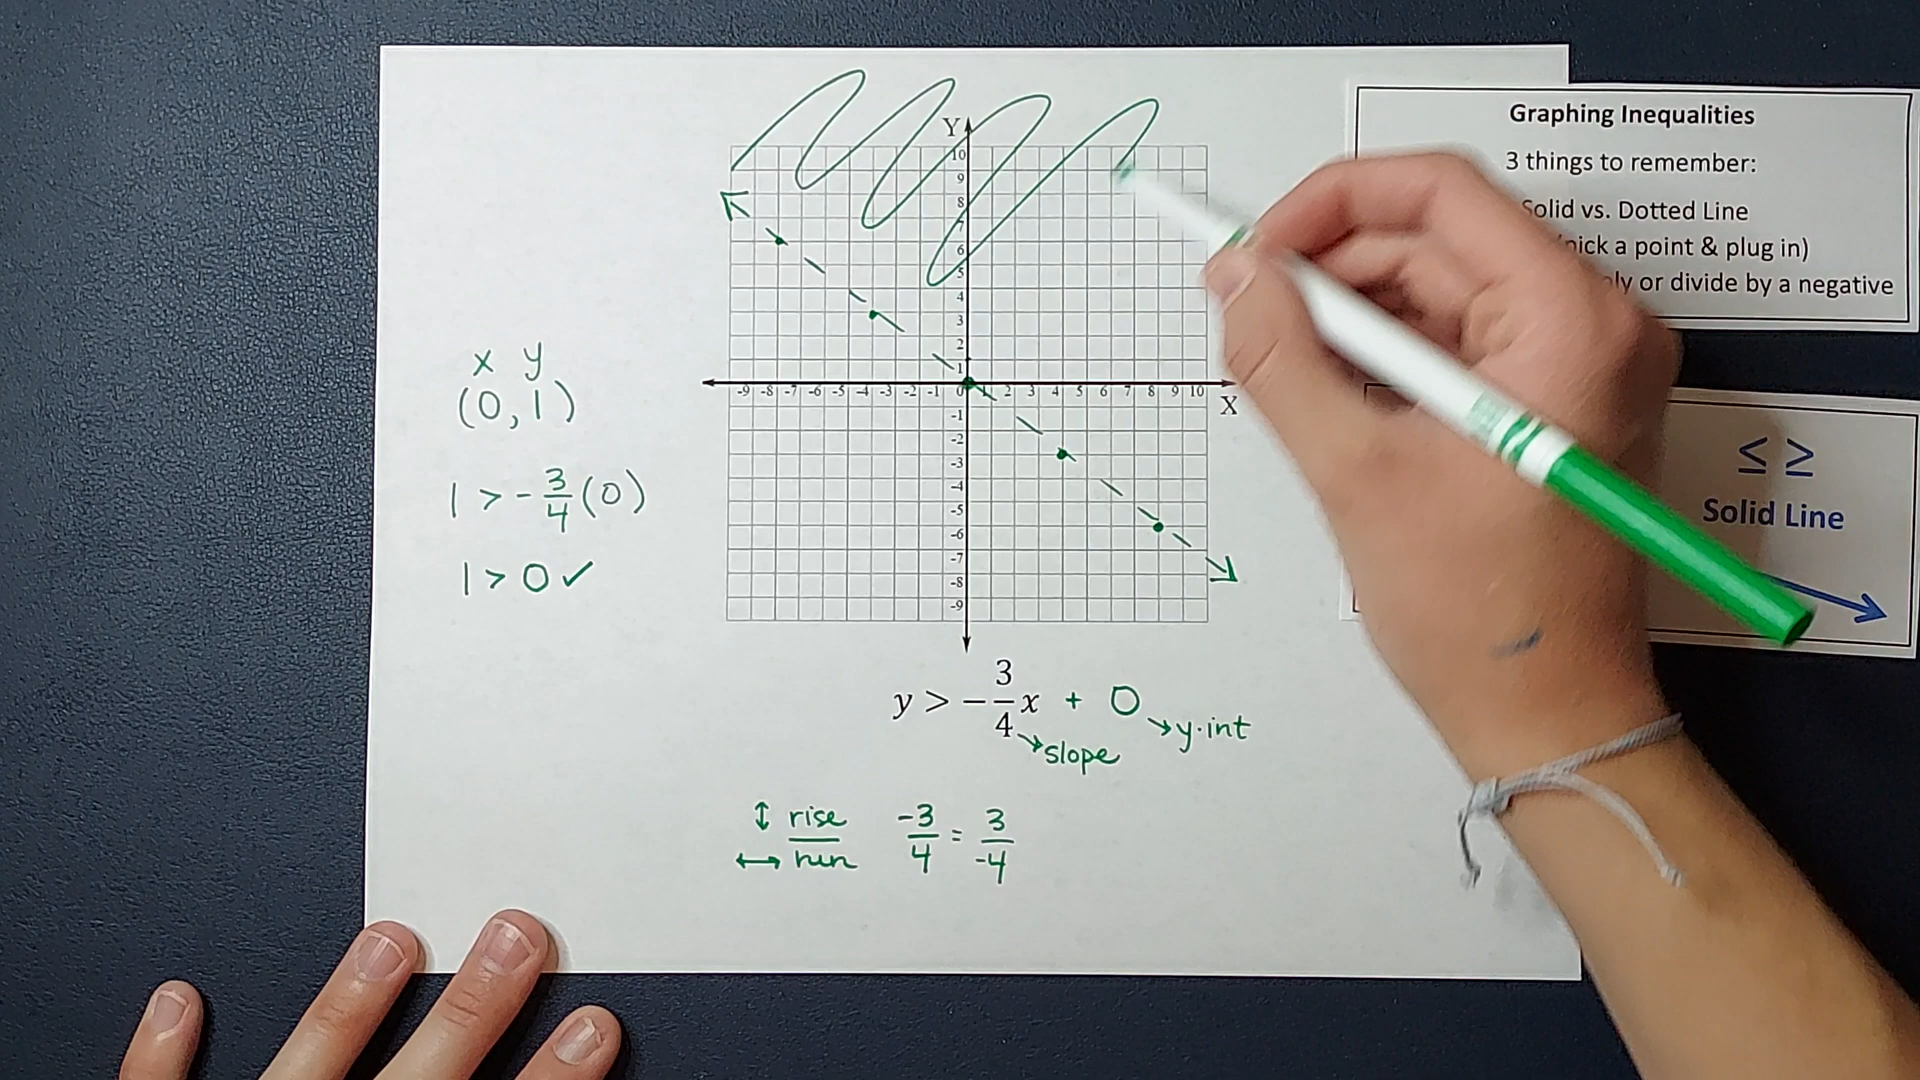 Graphing Inequalities
3 things to remember:
Solid vs. Dotted Line
pick a point & plug in)
or divide by a negative
≤ ≥
Solid Line
Y
10
9
8
7
6
5
4
3
2
1
-9 -8 -7 -6 -5 -4 -3 -2 -1 0 1 2 3 4 5 6 7 8 9 10
X
-1
-2
-3
-4
-5
-6
-7
-8
-9
x y
(0, 1)
1 > -3/4(0)
1 > 0 ✓
y > -3/4x + 0
→ y-int
→ slope
↕ rise
↔ run
-3/4 = 3/-4